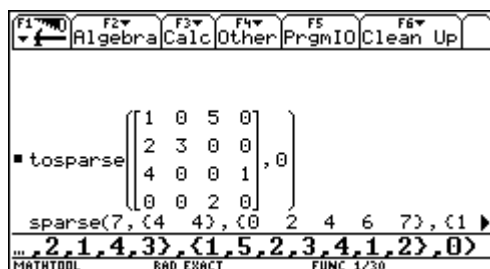 F1 F2 Algebra F3 Calc F4 Other F5 PrgmIO F6 Clean Up
1 0 5 0
2 3 0 0
tosparse( ,0)
4 0 0 1
0 0 2 0
sparse(7,{4 4},{0 2 4 6 7},{1
…,2,1,4,3},{1,5,2,3,4,1,2},0)
MATHTOOL RAD EXACT FUNC 1/30